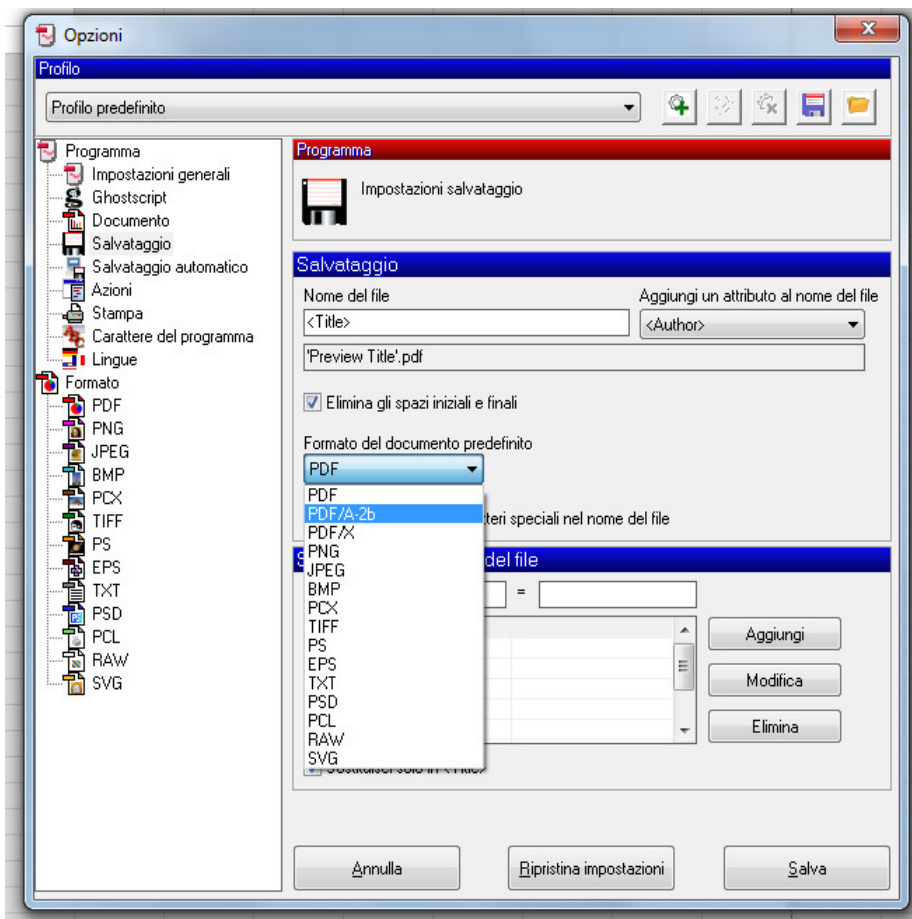 Opzioni
Profilo
Profilo predefinito
Programma
Impostazioni generali
Ghostscript
Documento
Salvataggio
Salvataggio automatico
Azioni
Stampa
Carattere del programma
Lingue
Formato
PDF
PNG
JPEG
BMP
PCX
TIFF
PS
EPS
TXT
PSD
PCL
RAW
SVG
Programma
Impostazioni salvataggio
Salvataggio
Nome del file
Aggiungi un attributo al nome del file
<Title>
<Author>
'Preview Title'.pdf
Elimina gli spazi iniziali e finali
Formato del documento predefinito
PDF
PDF
PDF/A-2b
PDF/X
PNG
JPEG
BMP
PCX
TIFF
PS
EPS
TXT
PSD
PCL
RAW
SVG
speciali nel nome del file
del file
=
Aggiungi
Modifica
Elimina
Annulla
Ripristina impostazioni
Salva